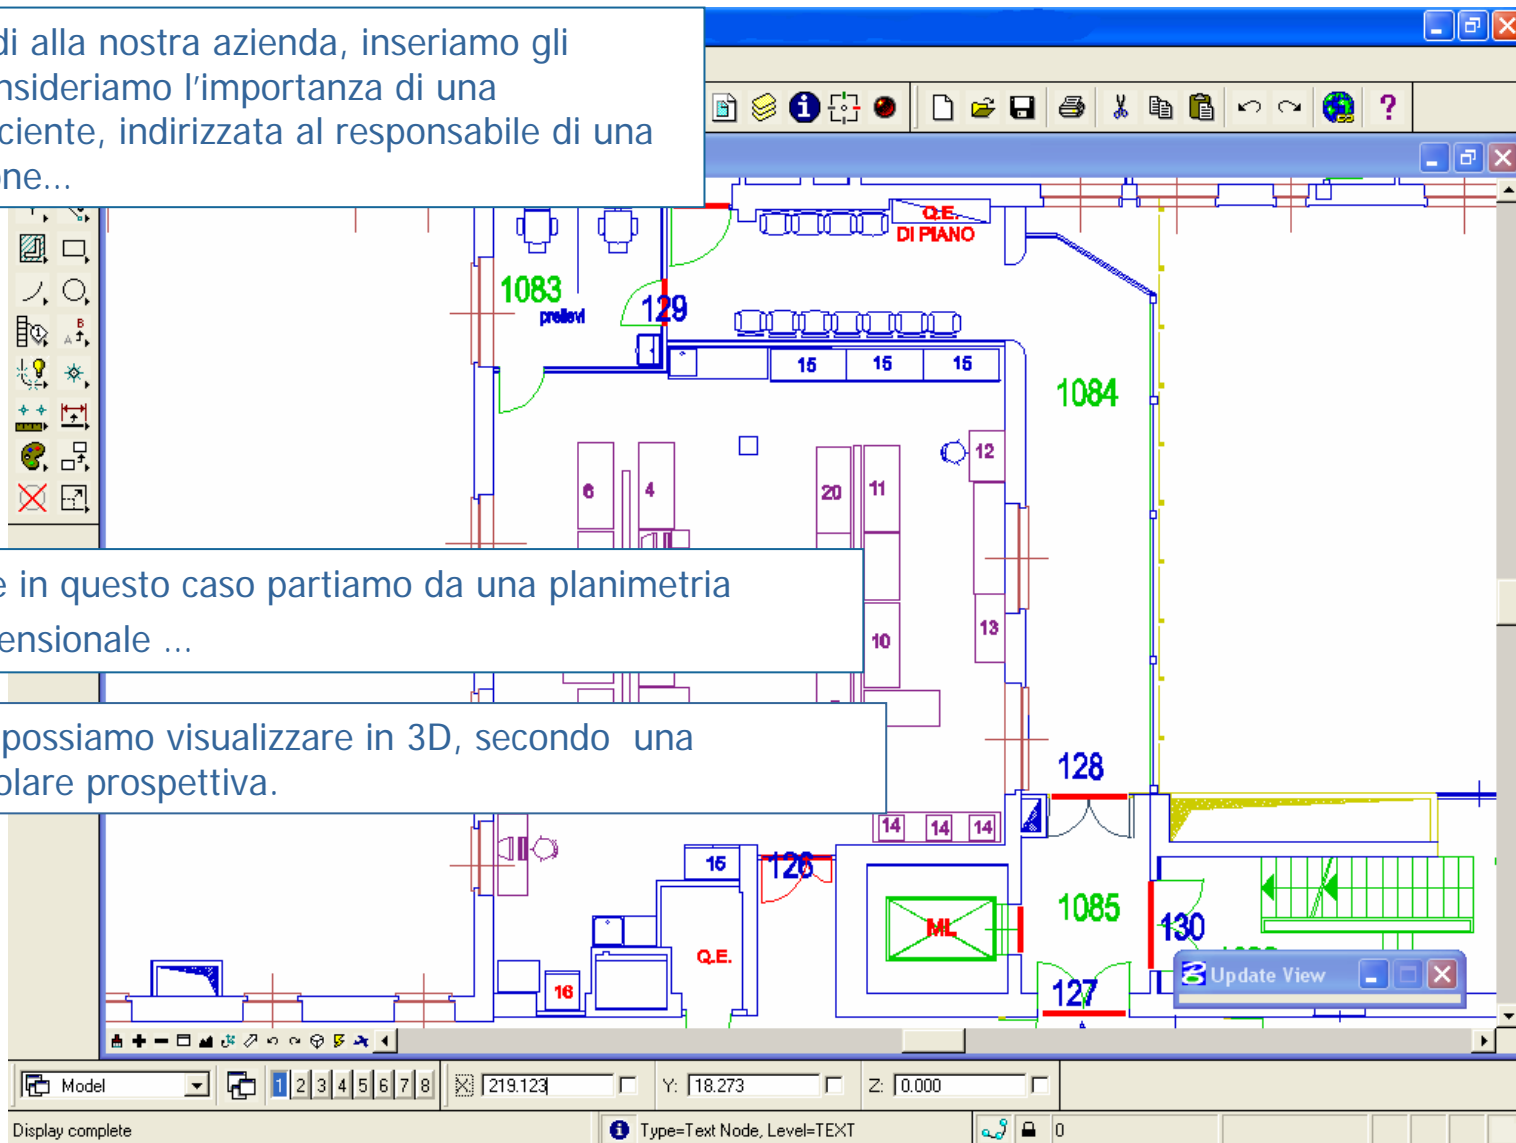 di alla nostra azienda, inseriamo gli
nsideriamo l'importanza di una
ciente, indirizzata al responsabile di una
one...
Q.E.
DI PIANO
1083
prelievi
129
15 15 15
1084
12
6 4 20 11
e in questo caso partiamo da una planimetria
ensionale ...
10 13
possiamo visualizzare in 3D, secondo una
olare prospettiva.
128
14 14 14
15
126
1085
ML
130
Q.E.
Update View
16
127
Model
1 2 3 4 5 6 7 8
X: 219.123
Y: 18.273
Z: 0.000
Display complete
Type=Text Node, Level=TEXT
0